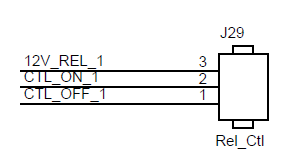 J29
12V_REL_1 3
CTL_ON_1 2
CTL_OFF_1 1
Rel_Ctl